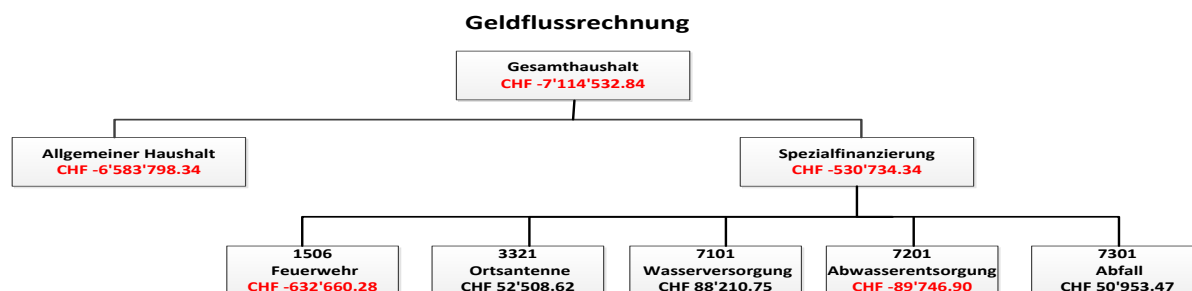 Geldflussrechnung
Gesamthaushalt
CHF -7'114'532.84
Allgemeiner Haushalt
CHF -6'583'798.34
Spezialfinanzierung
CHF -530'734.34
1506
Feuerwehr
CHF -632'660.28
3321
Ortsantenne
CHF 52'508.62
7101
Wasserversorgung
CHF 88'210.75
7201
Abwasserentsorgung
CHF -89'746.90
7301
Abfall
CHF 50'953.47